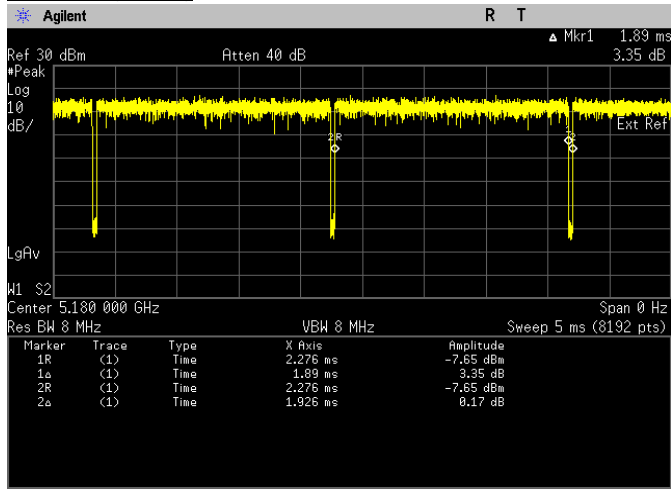 Agilent R T
Δ Mkr1 1.89 ms
Ref 30 dBm Atten 40 dB 3.35 dB
#Peak
Log
10
dB/
Ext Ref
2R
2
LgAv
W1 S2
Center 5.180 000 GHz Span 0 Hz
Res BW 8 MHz VBW 8 MHz Sweep 5 ms (8192 pts)
Marker Trace Type X Axis Amplitude
1R (1) Time 2.276 ms -7.65 dBm
1Δ (1) Time 1.89 ms 3.35 dB
2R (1) Time 2.276 ms -7.65 dBm
2Δ (1) Time 1.926 ms 0.17 dB